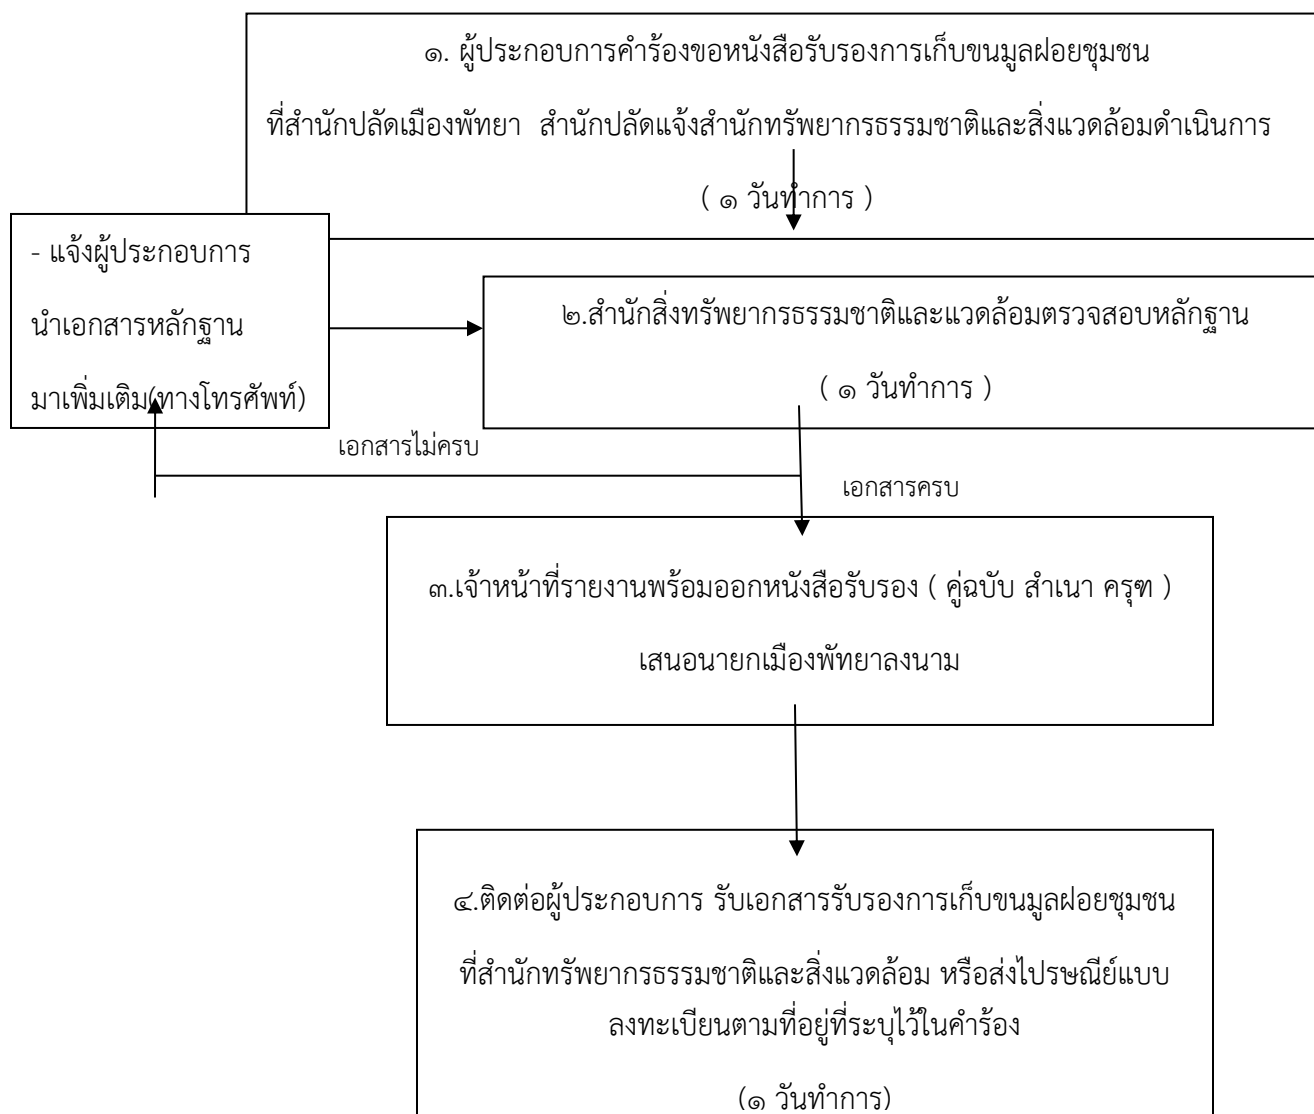 ๑. ผู้ประกอบการคำร้องขอหนังสือรับรองการเก็บขนมูลฝอยชุมชน
ที่สำนักปลัดเมืองพัทยา สำนักปลัดแจ้งสำนักทรัพยากรธรรมชาติและสิ่งแวดล้อมดำเนินการ
( ๑ วันทำการ )
- แจ้งผู้ประกอบการ
นำเอกสารหลักฐาน
มาเพิ่มเติม(ทางโทรศัพท์)
๒.สำนักสิ่งทรัพยากรธรรมชาติและแวดล้อมตรวจสอบหลักฐาน
( ๑ วันทำการ )
เอกสารไม่ครบ
เอกสารครบ
๓.เจ้าหน้าที่รายงานพร้อมออกหนังสือรับรอง ( คู่ฉบับ สำเนา ครุฑ )
เสนอนายกเมืองพัทยาลงนาม
๔.ติดต่อผู้ประกอบการ รับเอกสารรับรองการเก็บขนมูลฝอยชุมชน
ที่สำนักทรัพยากรธรรมชาติและสิ่งแวดล้อม หรือส่งไปรษณีย์แบบ
ลงทะเบียนตามที่อยู่ที่ระบุไว้ในคำร้อง
(๑ วันทำการ)